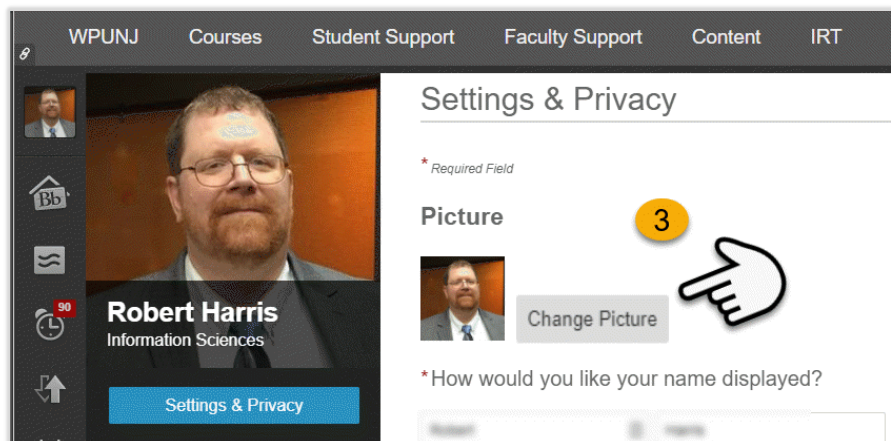 WPUNJ Courses Student Support Faculty Support Content IRT
Settings & Privacy
* Required Field
Bb
Picture
3
90
Robert Harris
Information Sciences
Change Picture
*How would you like your name displayed?
Settings & Privacy